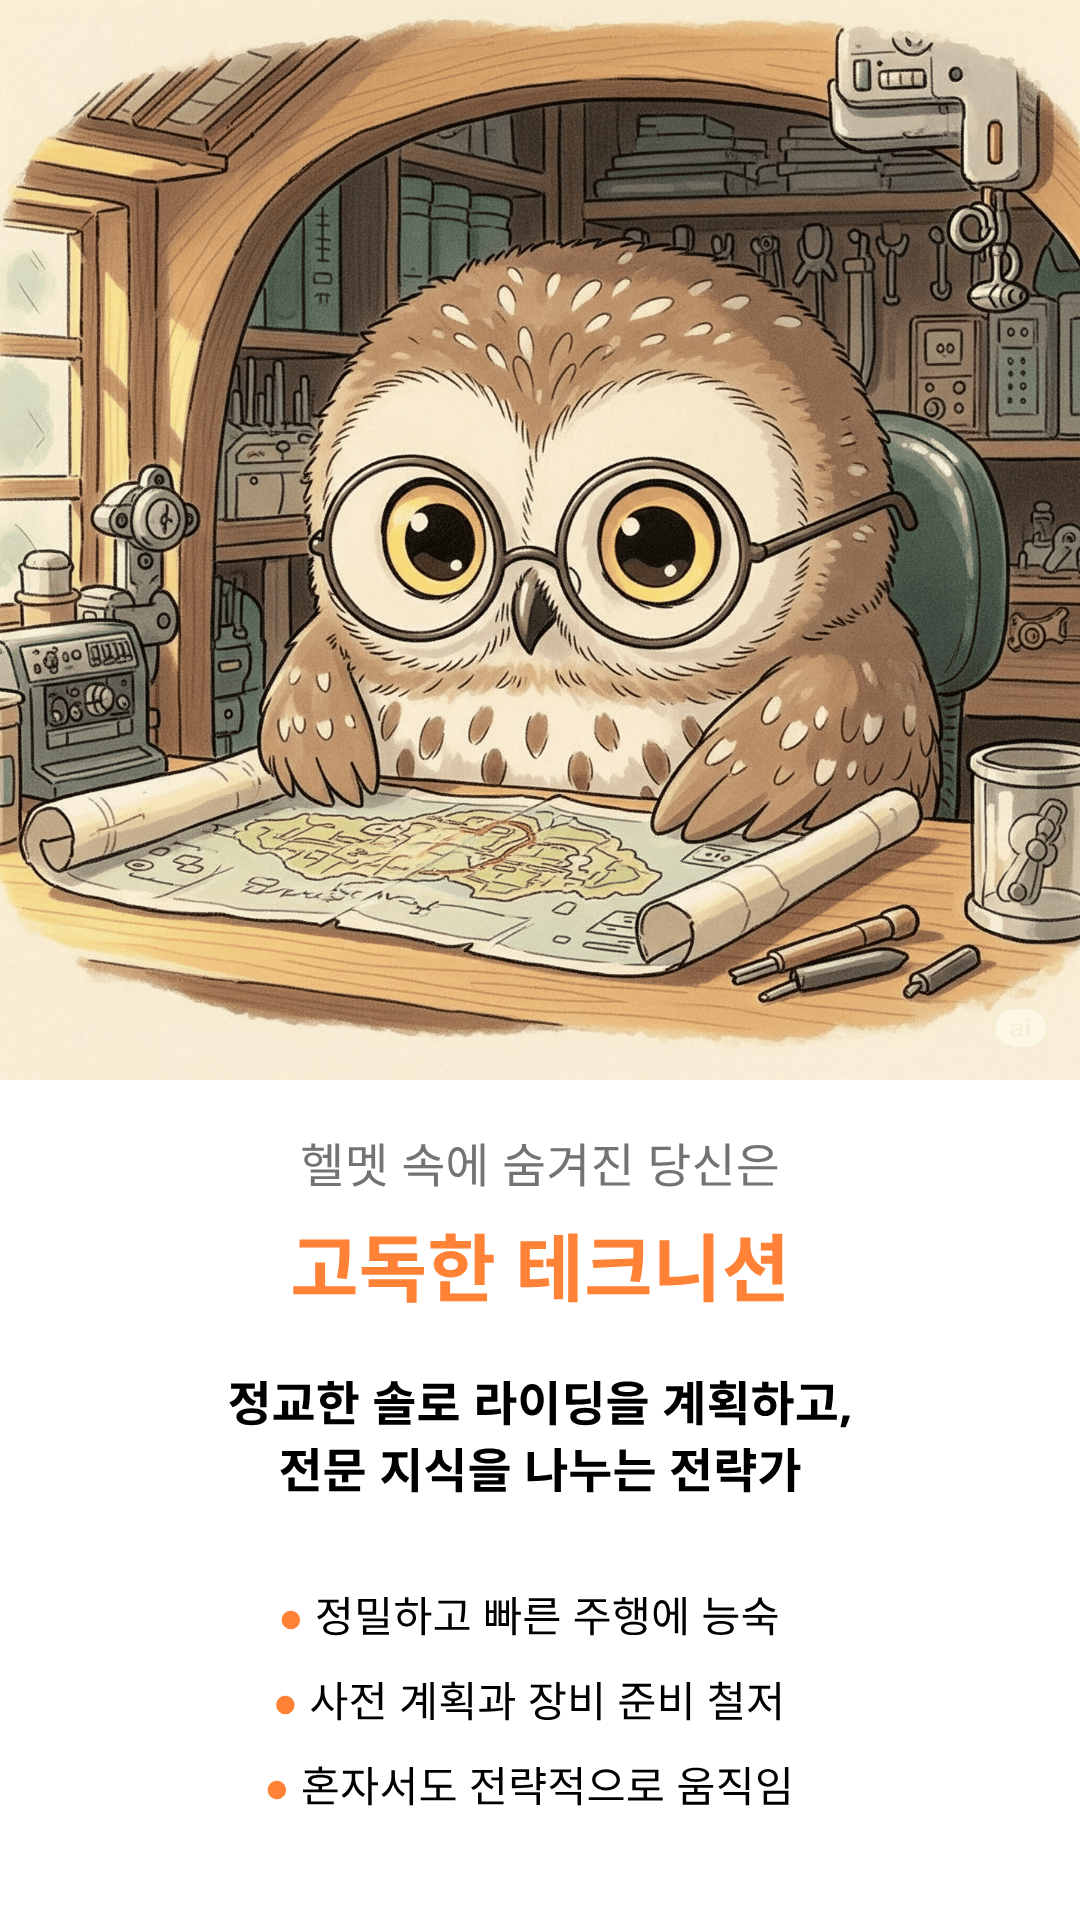 ai
헬멧 속에 숨겨진 당신은
고독한 테크니션
정교한 솔로 라이딩을 계획하고,
전문 지식을 나누는 전략가
• 정밀하고 빠른 주행에 능숙
• 사전 계획과 장비 준비 철저
• 혼자서도 전략적으로 움직임